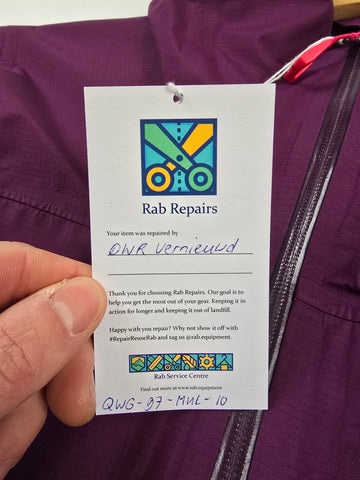 Rab Repairs
Your item was repaired by
DWR vernieuwd
Thank you for choosing Rab Repairs. Our goal is to
help you get the most out of your gear. Keeping it in
action for longer and keeping it out of landfill.
Happy with you repair? Why not show it off with
#RepairReuseRab and tag us @rab.equipment.
Rab Service Centre
Find out more at www.rab.equipment
QWG-97-MUL-10